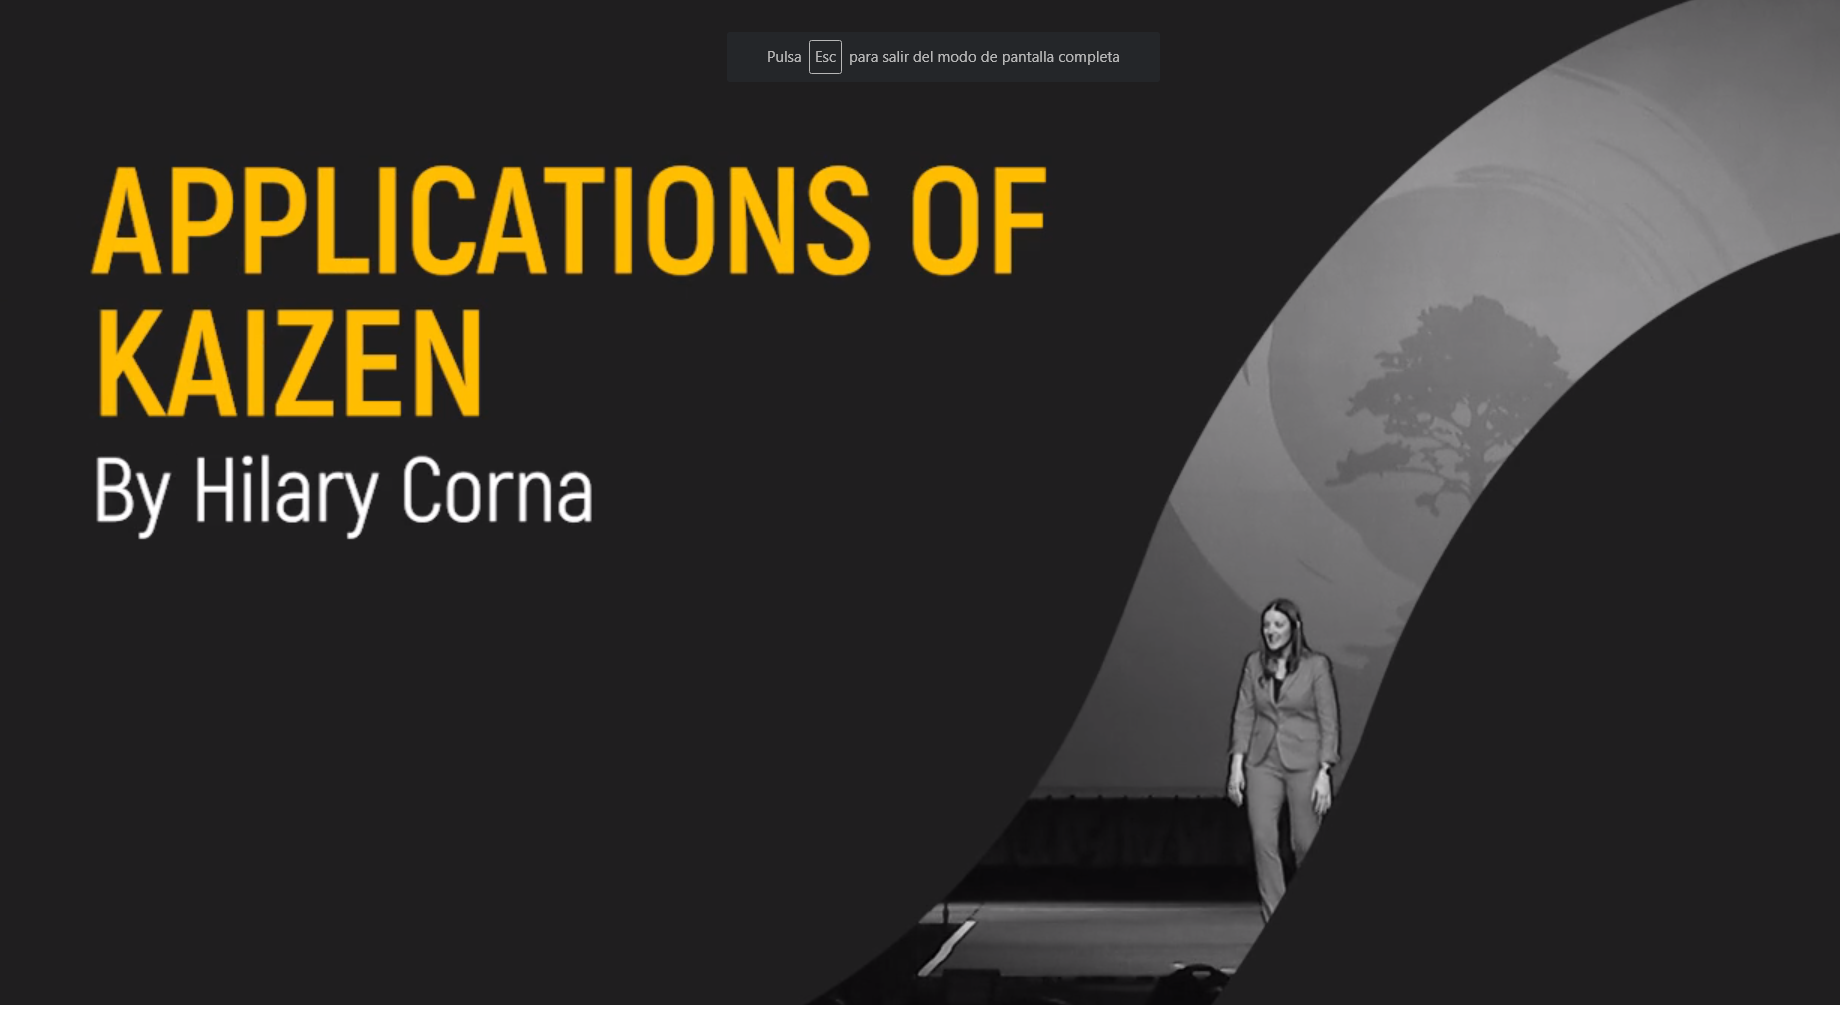 Pulsa Esc para salir del modo de pantalla completa
APPLICATIONS OF
KAIZEN
By Hilary Corna